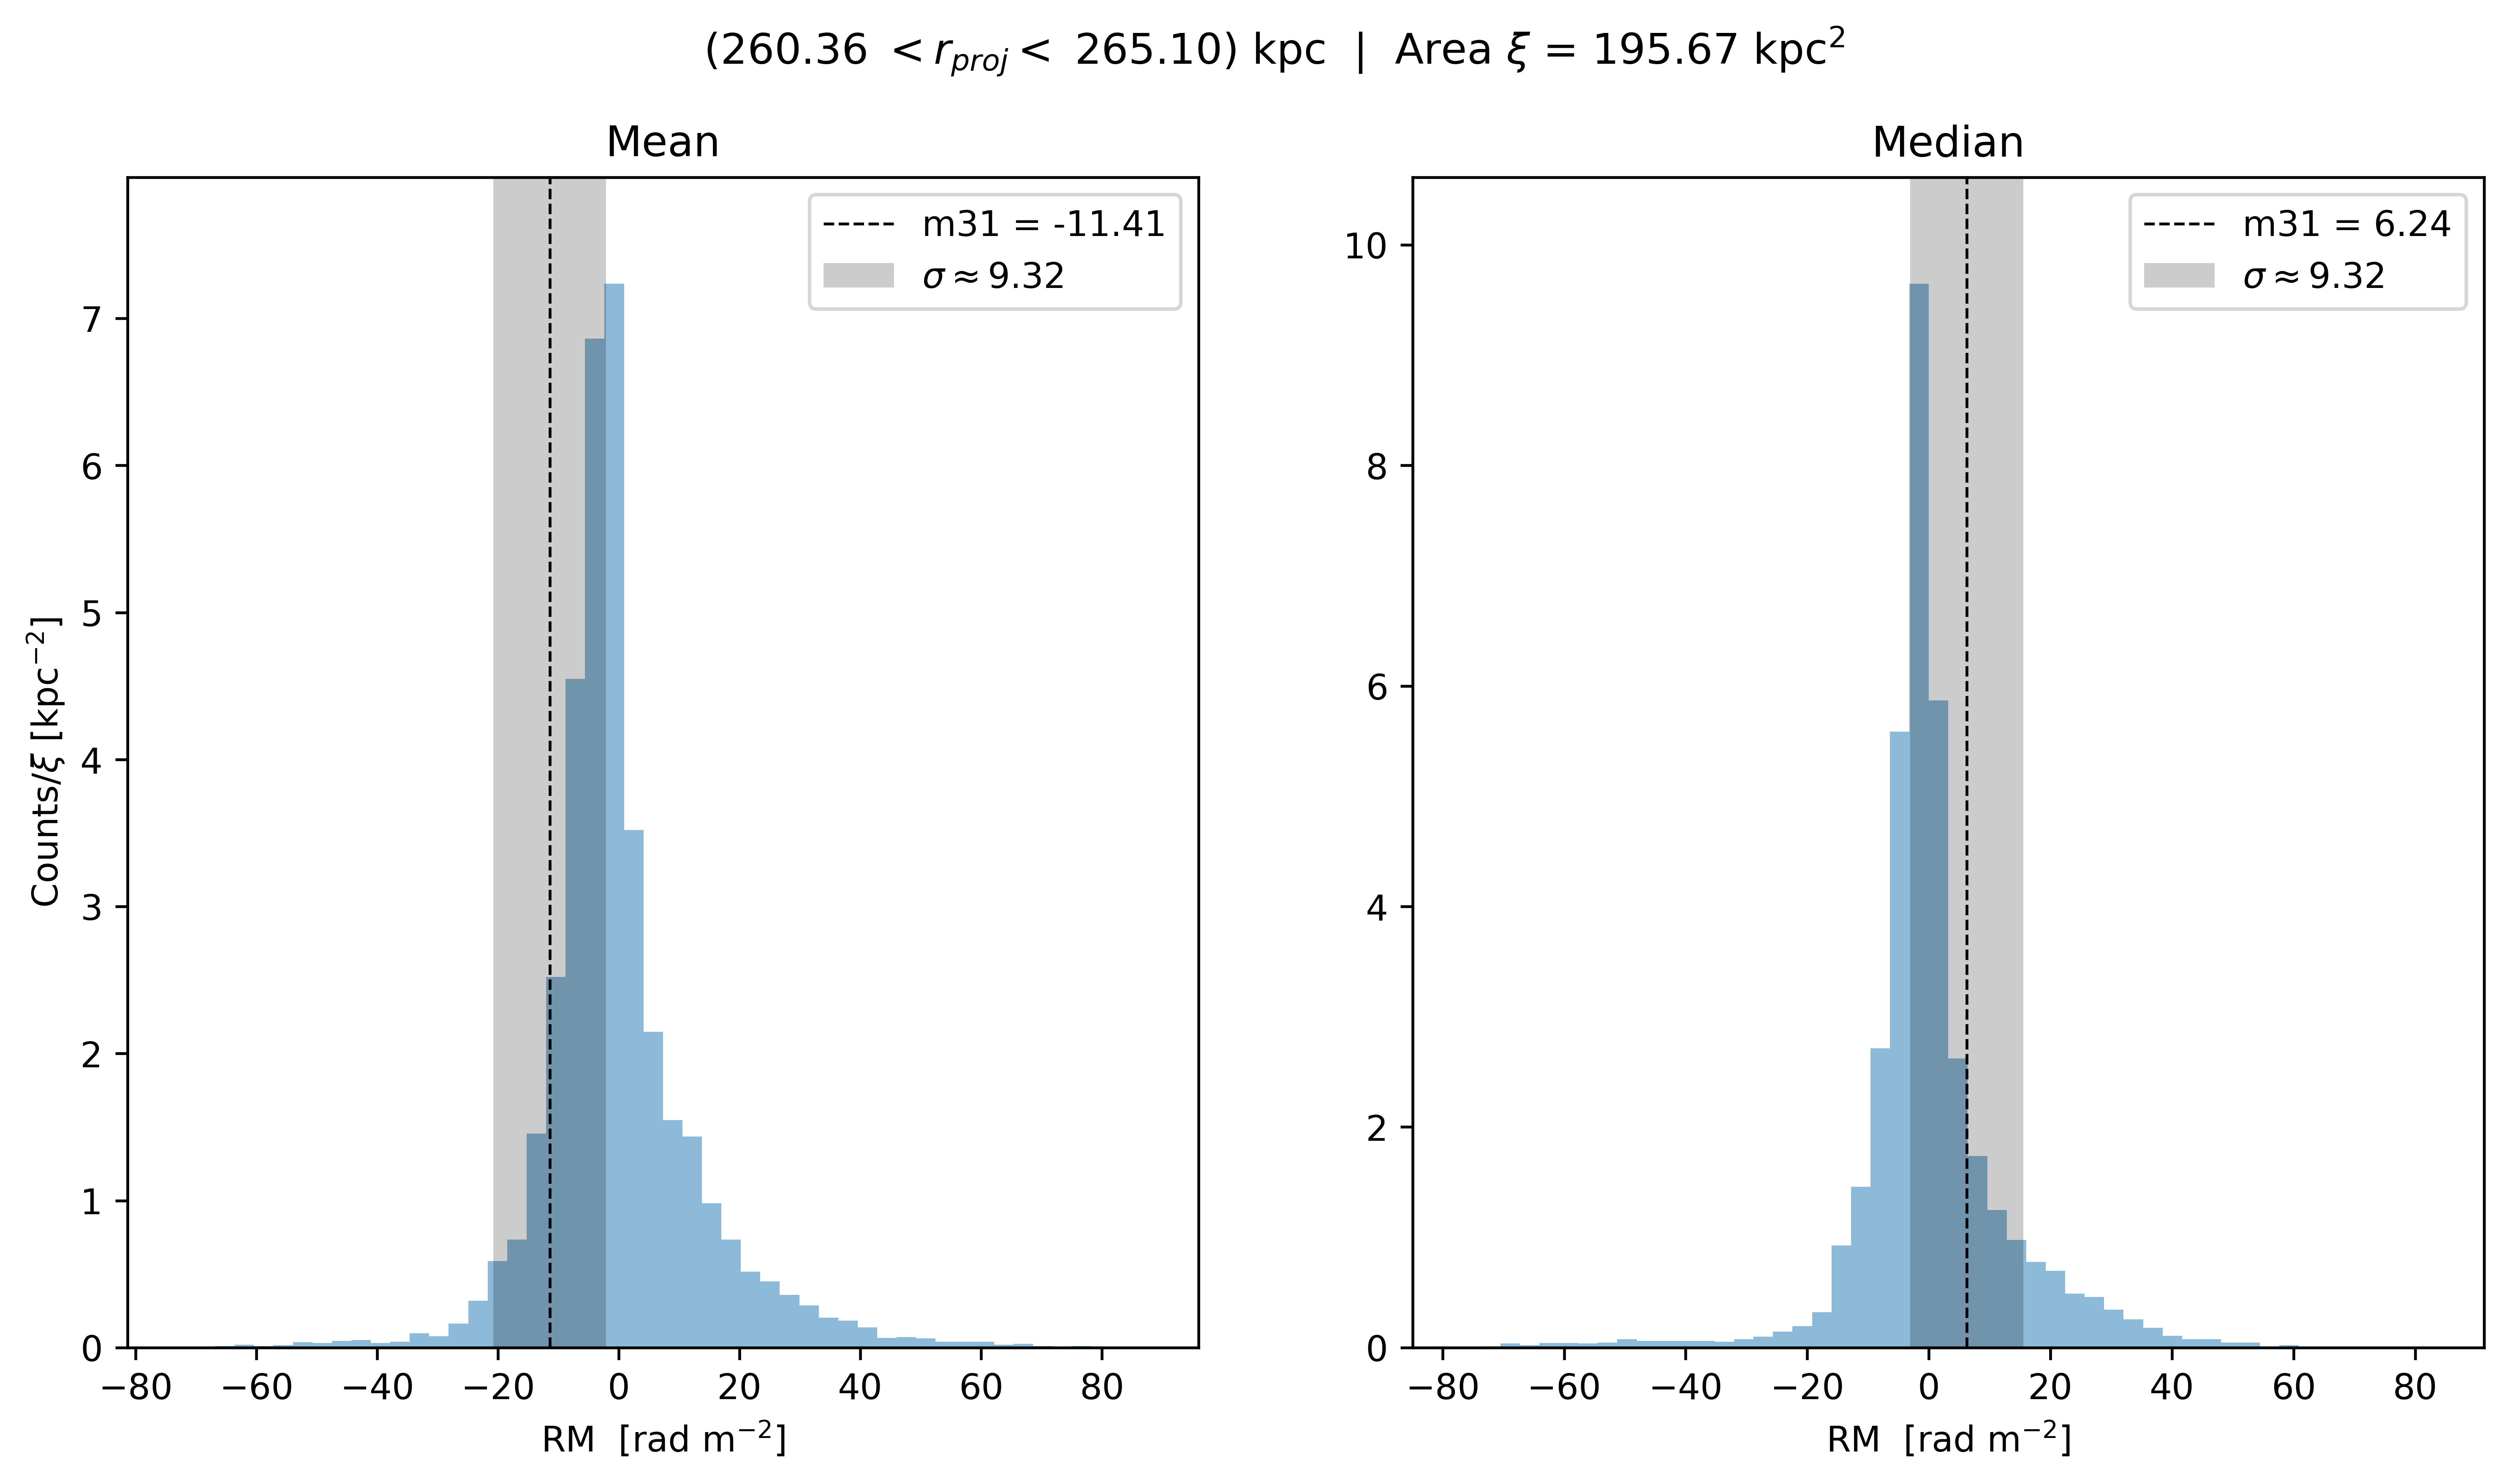 (260.36 < r_proj < 265.10) kpc | Area ξ = 195.67 kpc²
Mean
m31 = -11.41
σ ≈ 9.32
7
6
5
4
3
2
1
0
Counts/ξ [kpc⁻²]
−80 −60 −40 −20 0 20 40 60 80
RM [rad m⁻²]
Median
m31 = 6.24
σ ≈ 9.32
10
8
6
4
2
0
−80 −60 −40 −20 0 20 40 60 80
RM [rad m⁻²]